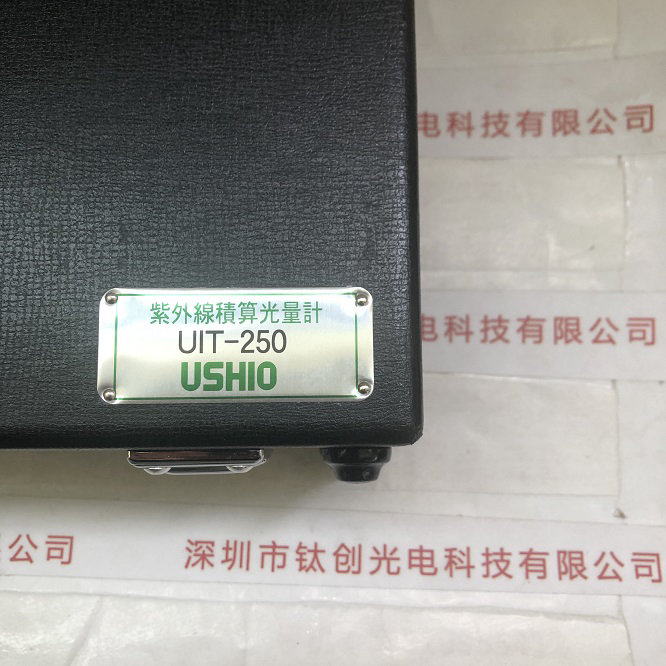 电科技有限公司
紫外線積算光量計
UIT-250
USHIO
电科技有限公司
公司
深圳市钛创光电科技有限公司